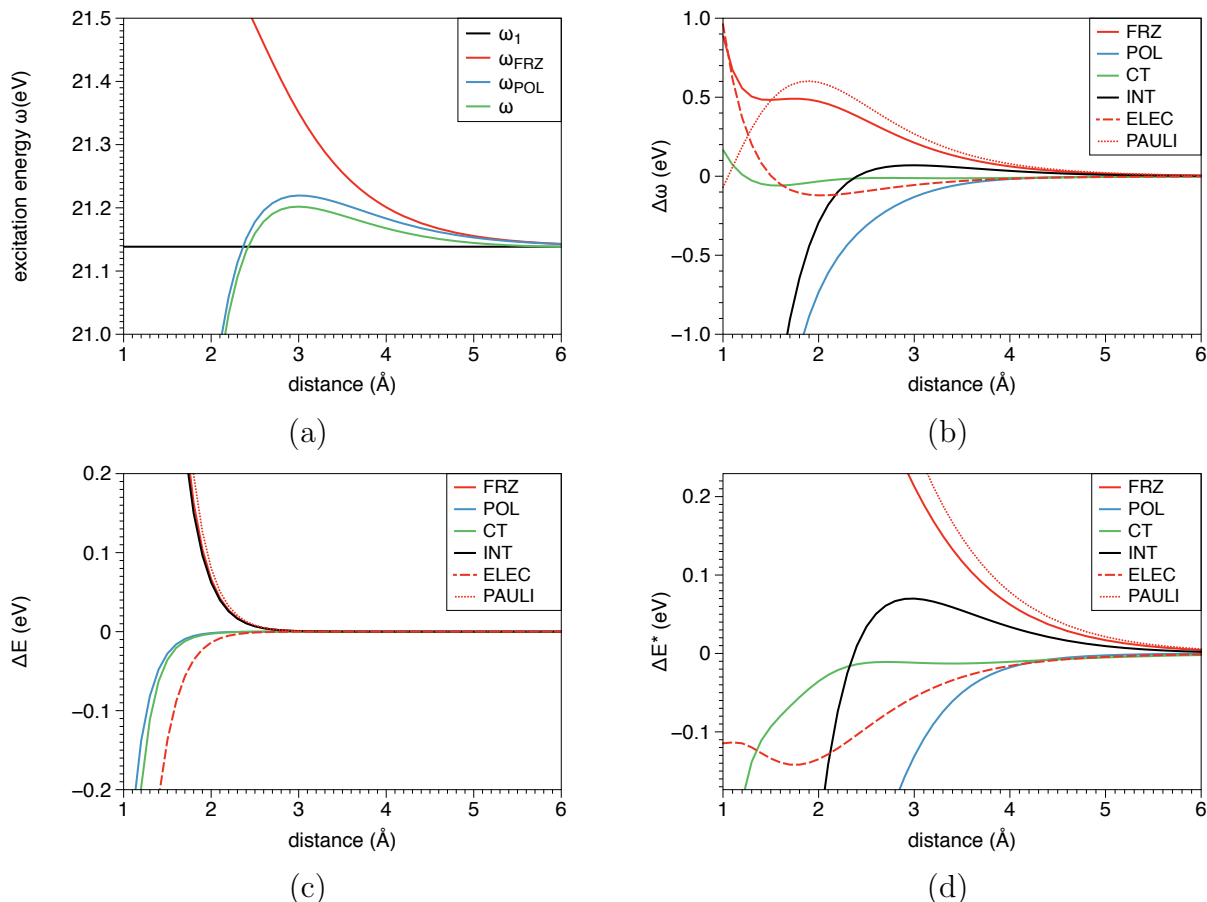 21.5
21.4
21.3
21.2
21.1
21.0
excitation energy ω(eV)
1 2 3 4 5 6
distance (Å)
ω1
ωFRZ
ωPOL
ω
(a)
1.0
0.5
0
−0.5
−1.0
Δω (eV)
1 2 3 4 5 6
distance (Å)
FRZ
POL
CT
INT
ELEC
PAULI
(b)
0.2
0.1
0
−0.1
−0.2
ΔE (eV)
1 2 3 4 5 6
distance (Å)
FRZ
POL
CT
INT
ELEC
PAULI
(c)
0.2
0.1
0
−0.1
ΔE* (eV)
1 2 3 4 5 6
distance (Å)
FRZ
POL
CT
INT
ELEC
PAULI
(d)